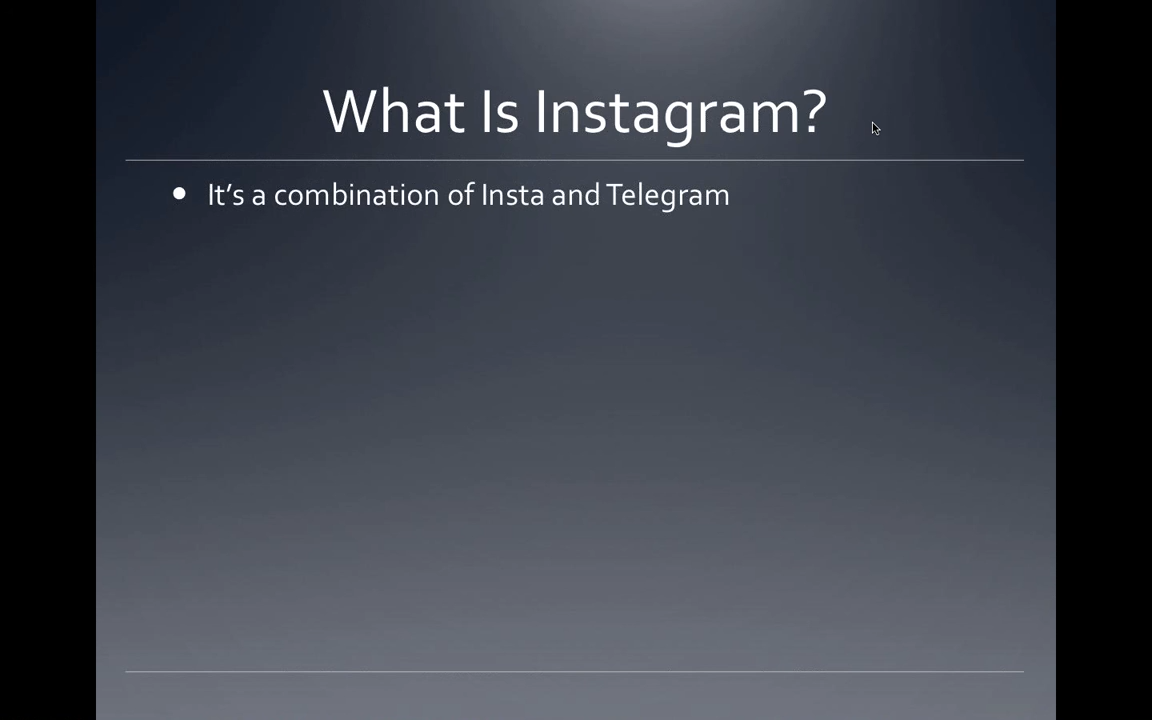 What Is Instagram?
• It’s a combination of Insta and Telegram